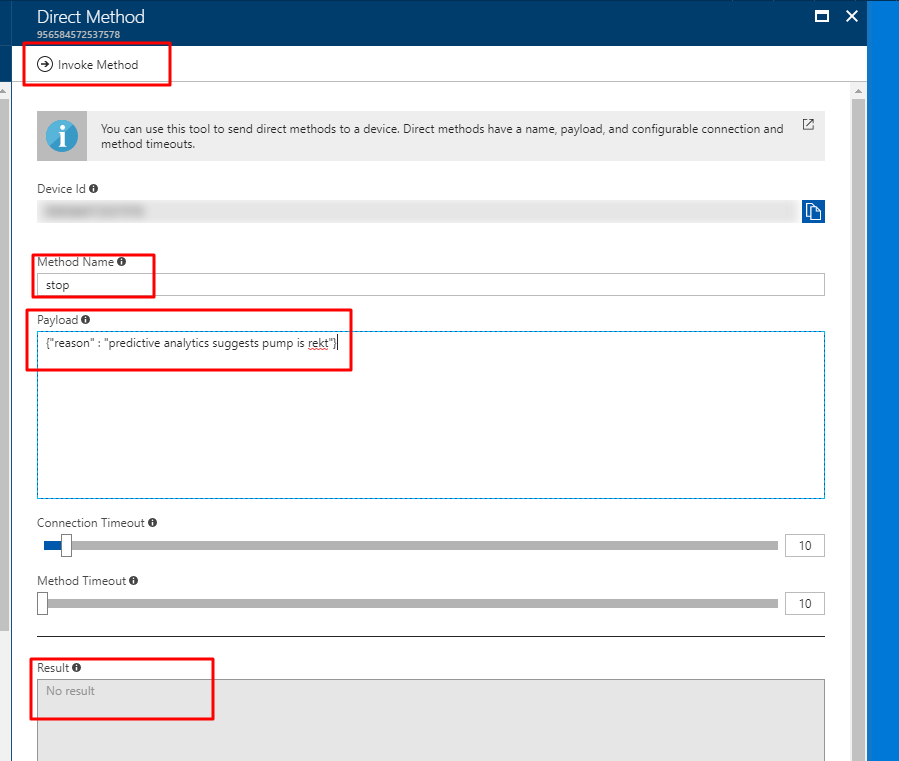 Direct Method
956584572537578
Invoke Method
You can use this tool to send direct methods to a device. Direct methods have a name, payload, and configurable connection and
method timeouts.
Device Id
Method Name
stop
Payload
{"reason" : "predictive analytics suggests pump is rekt"}
Connection Timeout
10
Method Timeout
10
Result
No result